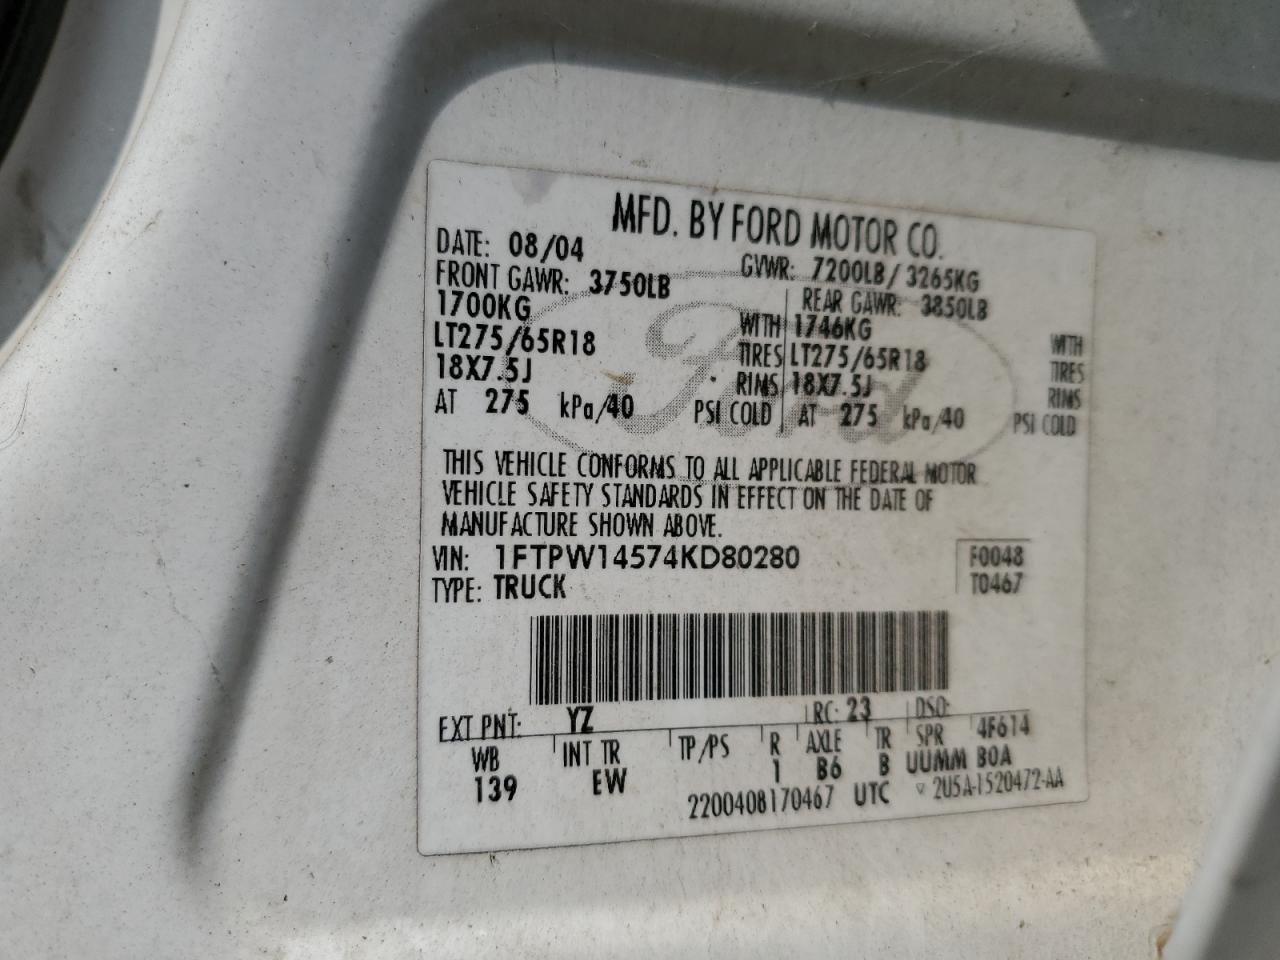 MFD. BY FORD MOTOR CO.
DATE: 08/04 GVWR: 7200LB/ 3265KG
FRONT GAWR: 3750LB REAR GAWR: 3850LB
1700KG WITH 1746KG WITH
LT275/65R18 TIRES LT275/65R18 TIRES
18X7.5J RIMS 18X7.5J RIMS
AT 275 kPa/40 PSI COLD AT 275 kPa/40 PSI COLD
Ford
THIS VEHICLE CONFORMS TO ALL APPLICABLE FEDERAL MOTOR
VEHICLE SAFETY STANDARDS IN EFFECT ON THE DATE OF
MANUFACTURE SHOWN ABOVE.
VIN: 1FTPW14574KD80280 F0048
TYPE: TRUCK T0467
EXT PNT: YZ RC: 23 DSO:
WB INT TR TP/PS R AXLE TR SPR 4F614
139 EW 1 B6 B UUMM BOA
2200408170467 UTC ▽ 2U5A-1520472-AA